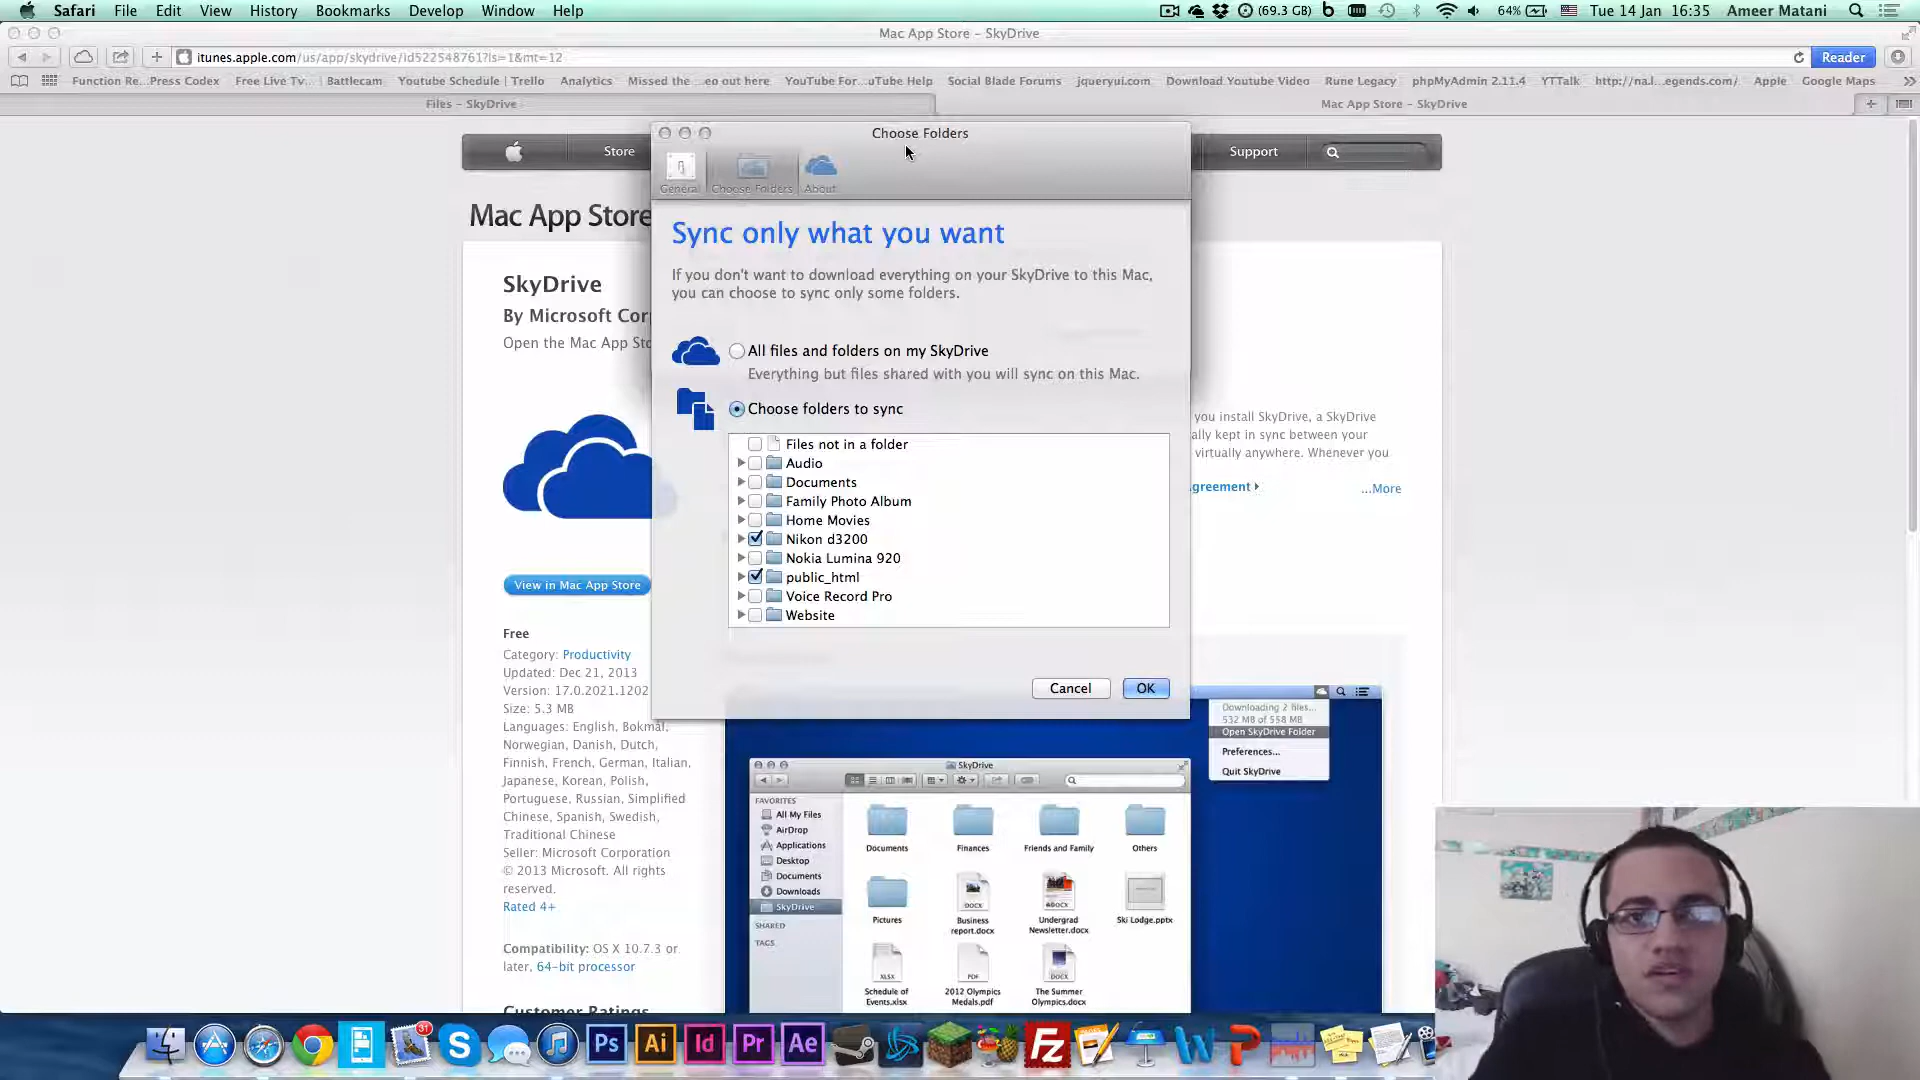 Safari File Edit View History Bookmarks Develop Window Help (69.3 GB) 64% Tue 14 Jan 16:35 Ameer Matani
Mac App Store – SkyDrive
itunes.apple.com/us/app/skydrive/id522548761?ls=1&mt=12 Reader
Function Re...Press Codex Free Live Tv... Battlecam Youtube Schedule | Trello Analytics Missed the ...eo out here YouTube For...uTube Help Social Blade Forums jqueryui.com Download Youtube Video Rune Legacy phpMyAdmin 2.11.4 YTTalk http://na.l...egends.com/ Apple Google Maps
Files – SkyDrive Mac App Store – SkyDrive
Choose Folders
Store Support
General Choose Folders About
Mac App Store
Sync only what you want
If you don't want to download everything on your SkyDrive to this Mac,
you can choose to sync only some folders.
SkyDrive
By Microsoft Cor
Open the Mac App Sto
All files and folders on my SkyDrive
Everything but files shared with you will sync on this Mac.
Choose folders to sync
you install SkyDrive, a SkyDrive
ally kept in sync between your
virtually anywhere. Whenever you
greement
...More
Files not in a folder
Audio
Documents
Family Photo Album
Home Movies
Nikon d3200
Nokia Lumina 920
public_html
Voice Record Pro
Website
Cancel OK
View in Mac App Store
Free
Category: Productivity
Updated: Dec 21, 2013
Version: 17.0.2021.1202
Size: 5.3 MB
Languages: English, Bokmål,
Norwegian, Danish, Dutch,
Finnish, French, German, Italian,
Japanese, Korean, Polish,
Portuguese, Russian, Simplified
Chinese, Spanish, Swedish,
Traditional Chinese
Seller: Microsoft Corporation
© 2013 Microsoft. All rights
reserved.
Rated 4+
Compatibility: OS X 10.7.3 or
later, 64-bit processor
Customer Ratings
Downloading 2 files...
532 MB of 558 MB
Open SkyDrive Folder
Preferences...
Quit SkyDrive
SkyDrive
FAVORITES
All My Files
AirDrop
Applications
Desktop
Documents
Downloads
SkyDrive
SHARED
TAGS
Documents Finances Friends and Family Others
DOCX DOCX
Pictures Business report.docx Undergrad Newsletter.docx Ski Lodge.pptx
XLSX PDF DOCX
Schedule of Events.xlsx 2012 Olympics Medals.pdf The Summer Olympics.docx
31 S Ps Ai Id Pr Ae Fz W P